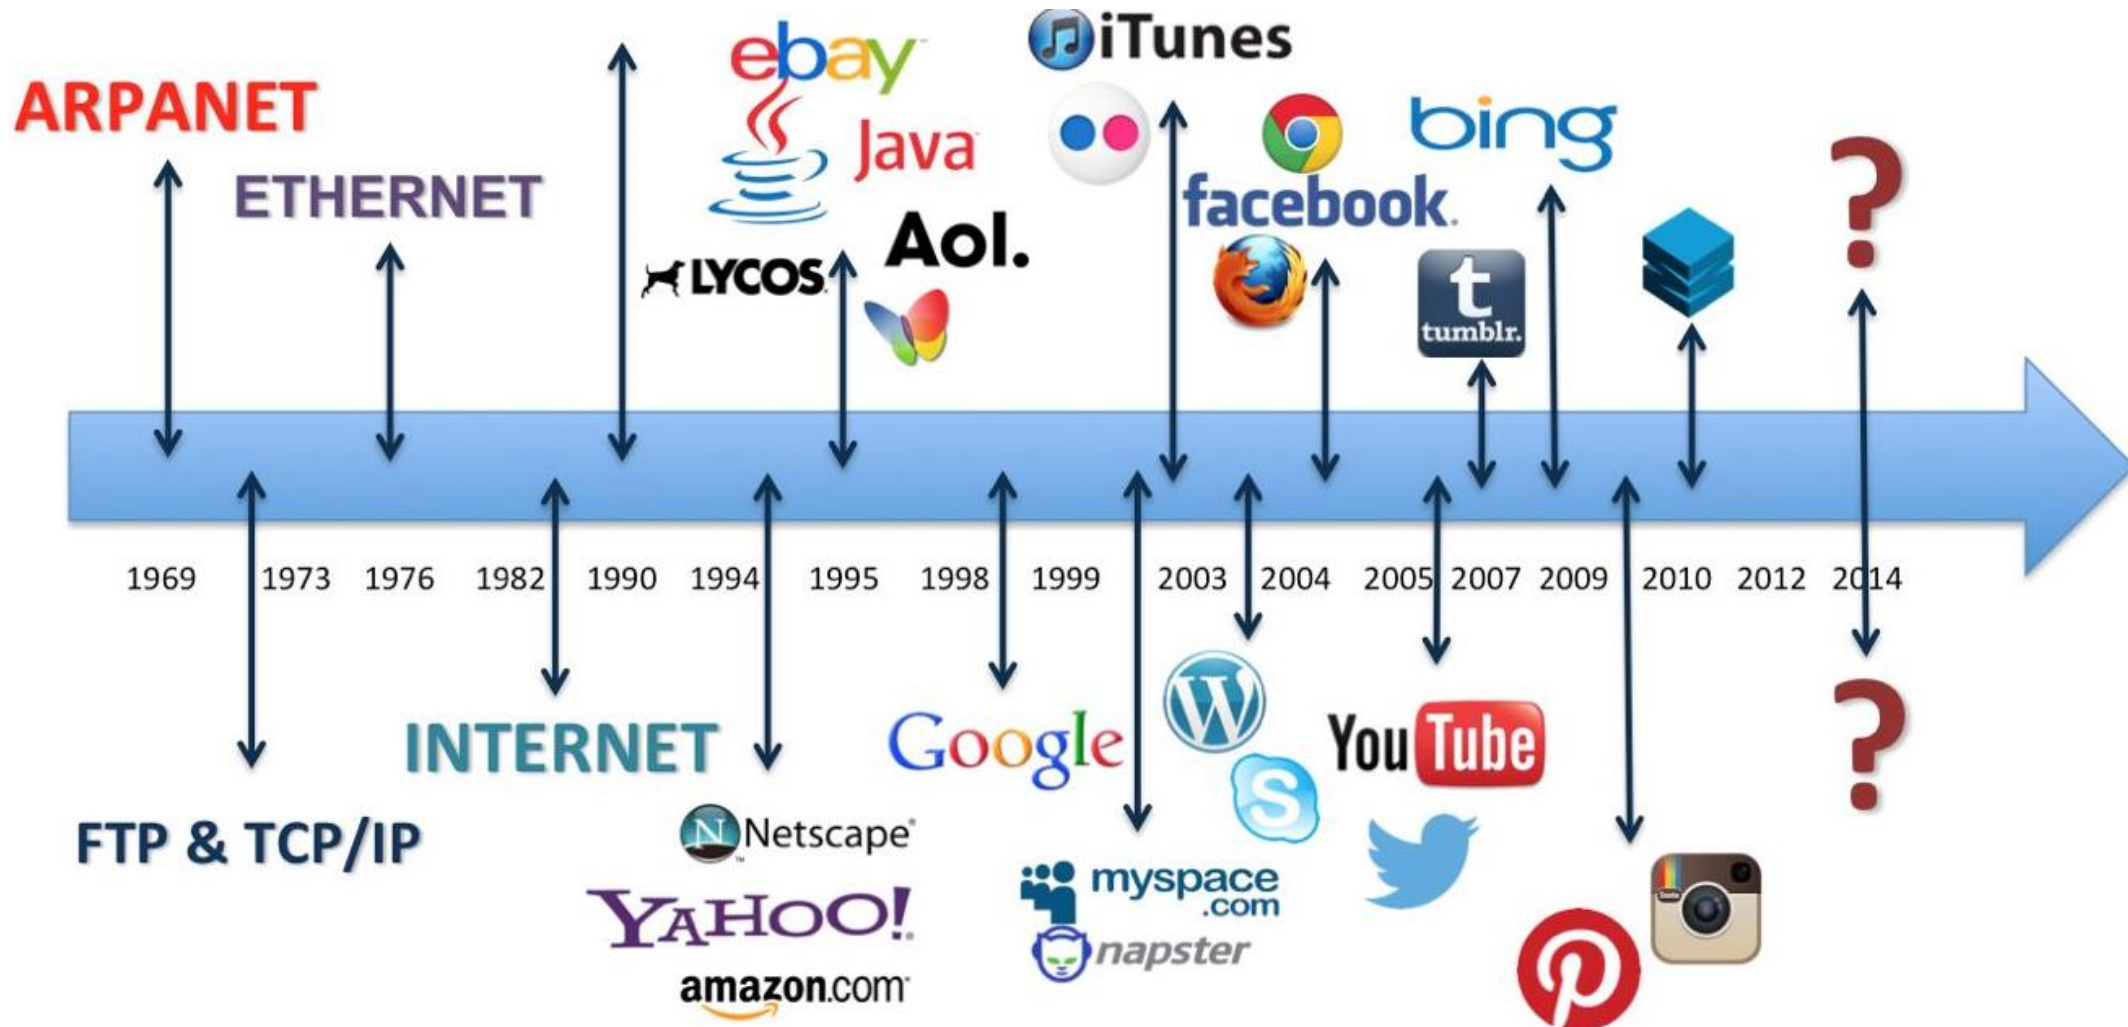 ebay
iTunes
ARPANET
Java
bing
ETHERNET
facebook.
Aol.
LYCOS
t
tumblr.
?
1969 1973 1976 1982 1990 1994 1995 1998 1999 2003 2004 2005 2007 2009 2010 2012 2014
INTERNET
Google
W
S
YouTube
?
FTP & TCP/IP
N Netscape®
™
YAHOO!
myspace
.com
napster
amazon.com